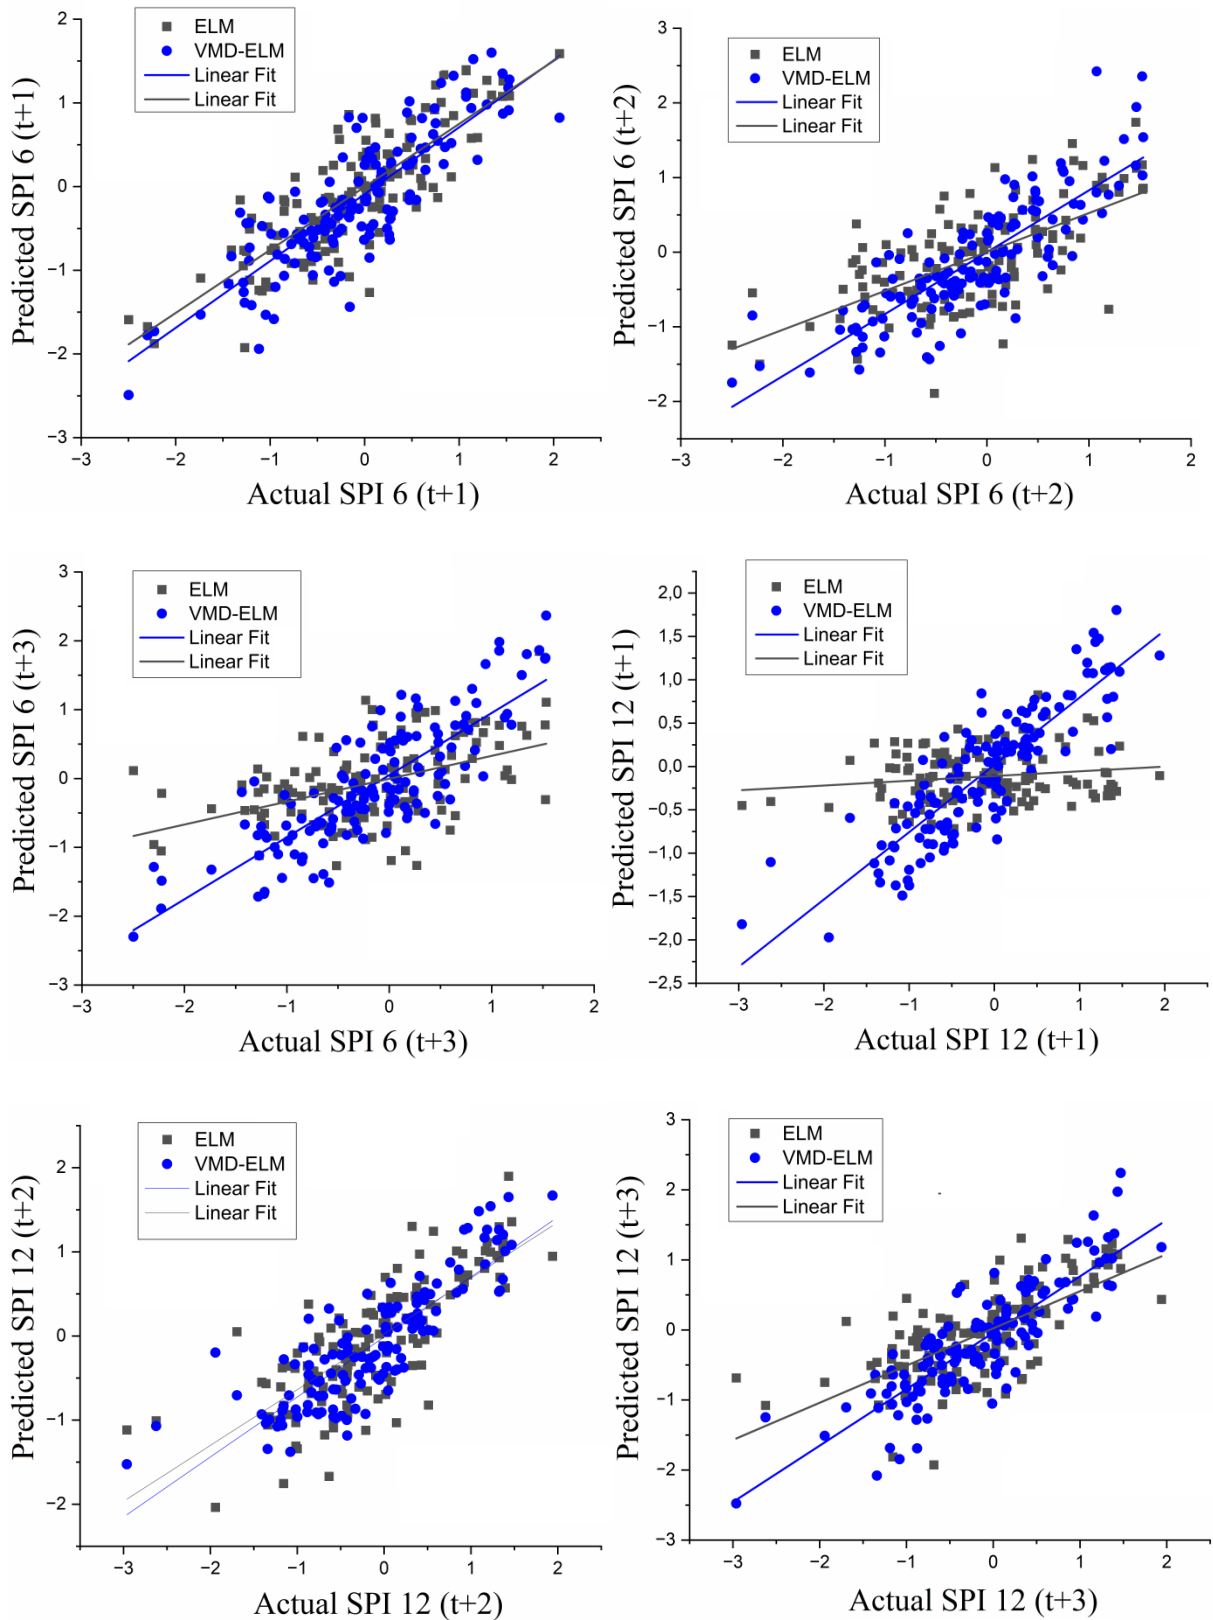 ELM
VMD-ELM
Linear Fit
Linear Fit
2
1
0
−1
−2
−3
−3
−2
−1
0
1
2
Predicted SPI 6 (t+1)
Actual SPI 6 (t+1)
ELM
VMD-ELM
Linear Fit
Linear Fit
3
2
1
0
−1
−2
−3
−2
−1
0
1
2
Predicted SPI 6 (t+2)
Actual SPI 6 (t+2)
ELM
VMD-ELM
Linear Fit
Linear Fit
3
2
1
0
−1
−2
−3
−3
−2
−1
0
1
2
Predicted SPI 6 (t+3)
Actual SPI 6 (t+3)
ELM
VMD-ELM
Linear Fit
Linear Fit
2,0
1,5
1,0
0,5
0,0
−0,5
−1,0
−1,5
−2,0
−2,5
−3
−2
−1
0
1
2
Predicted SPI 12 (t+1)
Actual SPI 12 (t+1)
ELM
VMD-ELM
Linear Fit
Linear Fit
2
1
0
−1
−2
−3
−2
−1
0
1
2
Predicted SPI 12 (t+2)
Actual SPI 12 (t+2)
ELM
VMD-ELM
Linear Fit
Linear Fit
3
2
1
0
−1
−2
−3
−3
−2
−1
0
1
2
Predicted SPI 12 (t+3)
Actual SPI 12 (t+3)